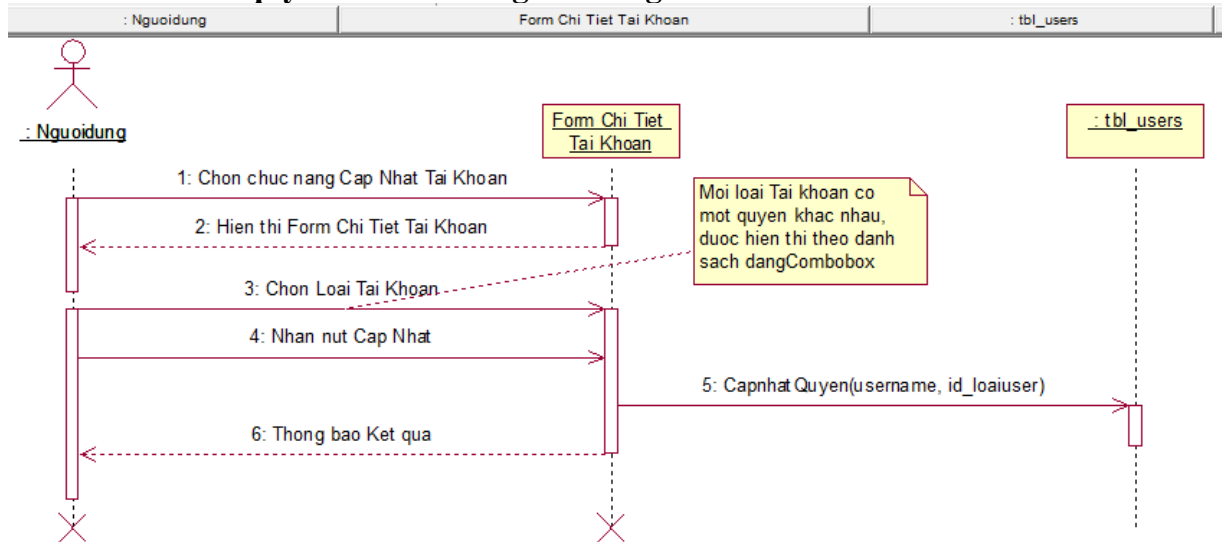 : Nguoidung
Form Chi Tiet Tai Khoan
: tbl_users
: Nguoidung
Form Chi Tiet
Tai Khoan
: tbl_users
1: Chon chuc nang Cap Nhat Tai Khoan
Moi loai Tai khoan co
mot quyen khac nhau,
duoc hien thi theo danh
sach dangCombobox
2: Hien thi Form Chi Tiet Tai Khoan
3: Chon Loai Tai Khoan
4: Nhan nut Cap Nhat
5: CapnhatQuyen(username, id_loaiuser)
6: Thong bao Ket qua